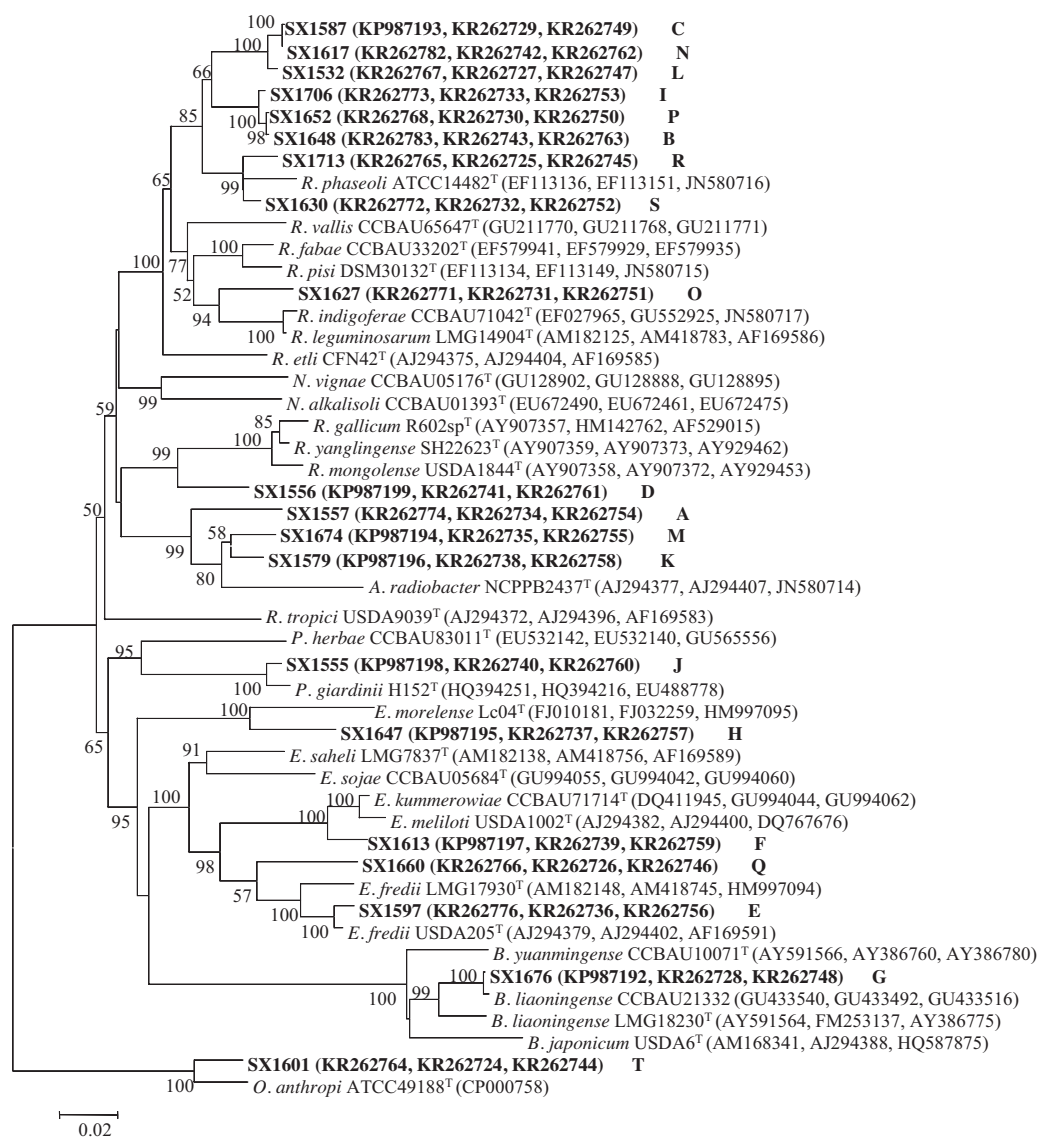 100
SX1587 (KP987193, KR262729, KR262749) C
100
SX1617 (KR262782, KR262742, KR262762) N
66
SX1532 (KR262767, KR262727, KR262747) L
SX1706 (KR262773, KR262733, KR262753) I
85
100
SX1652 (KR262768, KR262730, KR262750) P
98
SX1648 (KR262783, KR262743, KR262763) B
SX1713 (KR262765, KR262725, KR262745) R
65
99
R. phaseoli ATCC14482T (EF113136, EF113151, JN580716)
SX1630 (KR262772, KR262732, KR262752) S
R. vallis CCBAU65647T (GU211770, GU211768, GU211771)
100
R. fabae CCBAU33202T (EF579941, EF579929, EF579935)
100
77
R. pisi DSM30132T (EF113134, EF113149, JN580715)
52
SX1627 (KR262771, KR262731, KR262751) O
94
R. indigoferae CCBAU71042T (EF027965, GU552925, JN580717)
100
R. leguminosarum LMG14904T (AM182125, AM418783, AF169586)
R. etli CFN42T (AJ294375, AJ294404, AF169585)
N. vignae CCBAU05176T (GU128902, GU128888, GU128895)
59
99
N. alkalisoli CCBAU01393T (EU672490, EU672461, EU672475)
85
R. gallicum R602spT (AY907357, HM142762, AF529015)
100
99
R. yanglingense SH22623T (AY907359, AY907373, AY929462)
R. mongolense USDA1844T (AY907358, AY907372, AY929453)
SX1556 (KP987199, KR262741, KR262761) D
50
SX1557 (KR262774, KR262734, KR262754) A
58
SX1674 (KP987194, KR262735, KR262755) M
99
SX1579 (KP987196, KR262738, KR262758) K
80
A. radiobacter NCPPB2437T (AJ294377, AJ294407, JN580714)
R. tropici USDA9039T (AJ294372, AJ294396, AF169583)
P. herbae CCBAU83011T (EU532142, EU532140, GU565556)
95
SX1555 (KP987198, KR262740, KR262760) J
100
P. giardinii H152T (HQ394251, HQ394216, EU488778)
100
E. morelense Lc04T (FJ010181, FJ032259, HM997095)
65
SX1647 (KP987195, KR262737, KR262757) H
91
E. saheli LMG7837T (AM182138, AM418756, AF169589)
E. sojae CCBAU05684T (GU994055, GU994042, GU994060)
100
100
E. kummerowiae CCBAU71714T (DQ411945, GU994044, GU994062)
95
100
E. meliloti USDA1002T (AJ294382, AJ294400, DQ767676)
SX1613 (KP987197, KR262739, KR262759) F
98
SX1660 (KR262766, KR262726, KR262746) Q
57
E. fredii LMG17930T (AM182148, AM418745, HM997094)
100
SX1597 (KR262776, KR262736, KR262756) E
100
E. fredii USDA205T (AJ294379, AJ294402, AF169591)
B. yuanmingense CCBAU10071T (AY591566, AY386760, AY386780)
100
SX1676 (KP987192, KR262728, KR262748) G
100
99
B. liaoningense CCBAU21332 (GU433540, GU433492, GU433516)
B. liaoningense LMG18230T (AY591564, FM253137, AY386775)
B. japonicum USDA6T (AM168341, AJ294388, HQ587875)
SX1601 (KR262764, KR262724, KR262744) T
100
O. anthropi ATCC49188T (CP000758)
0.02